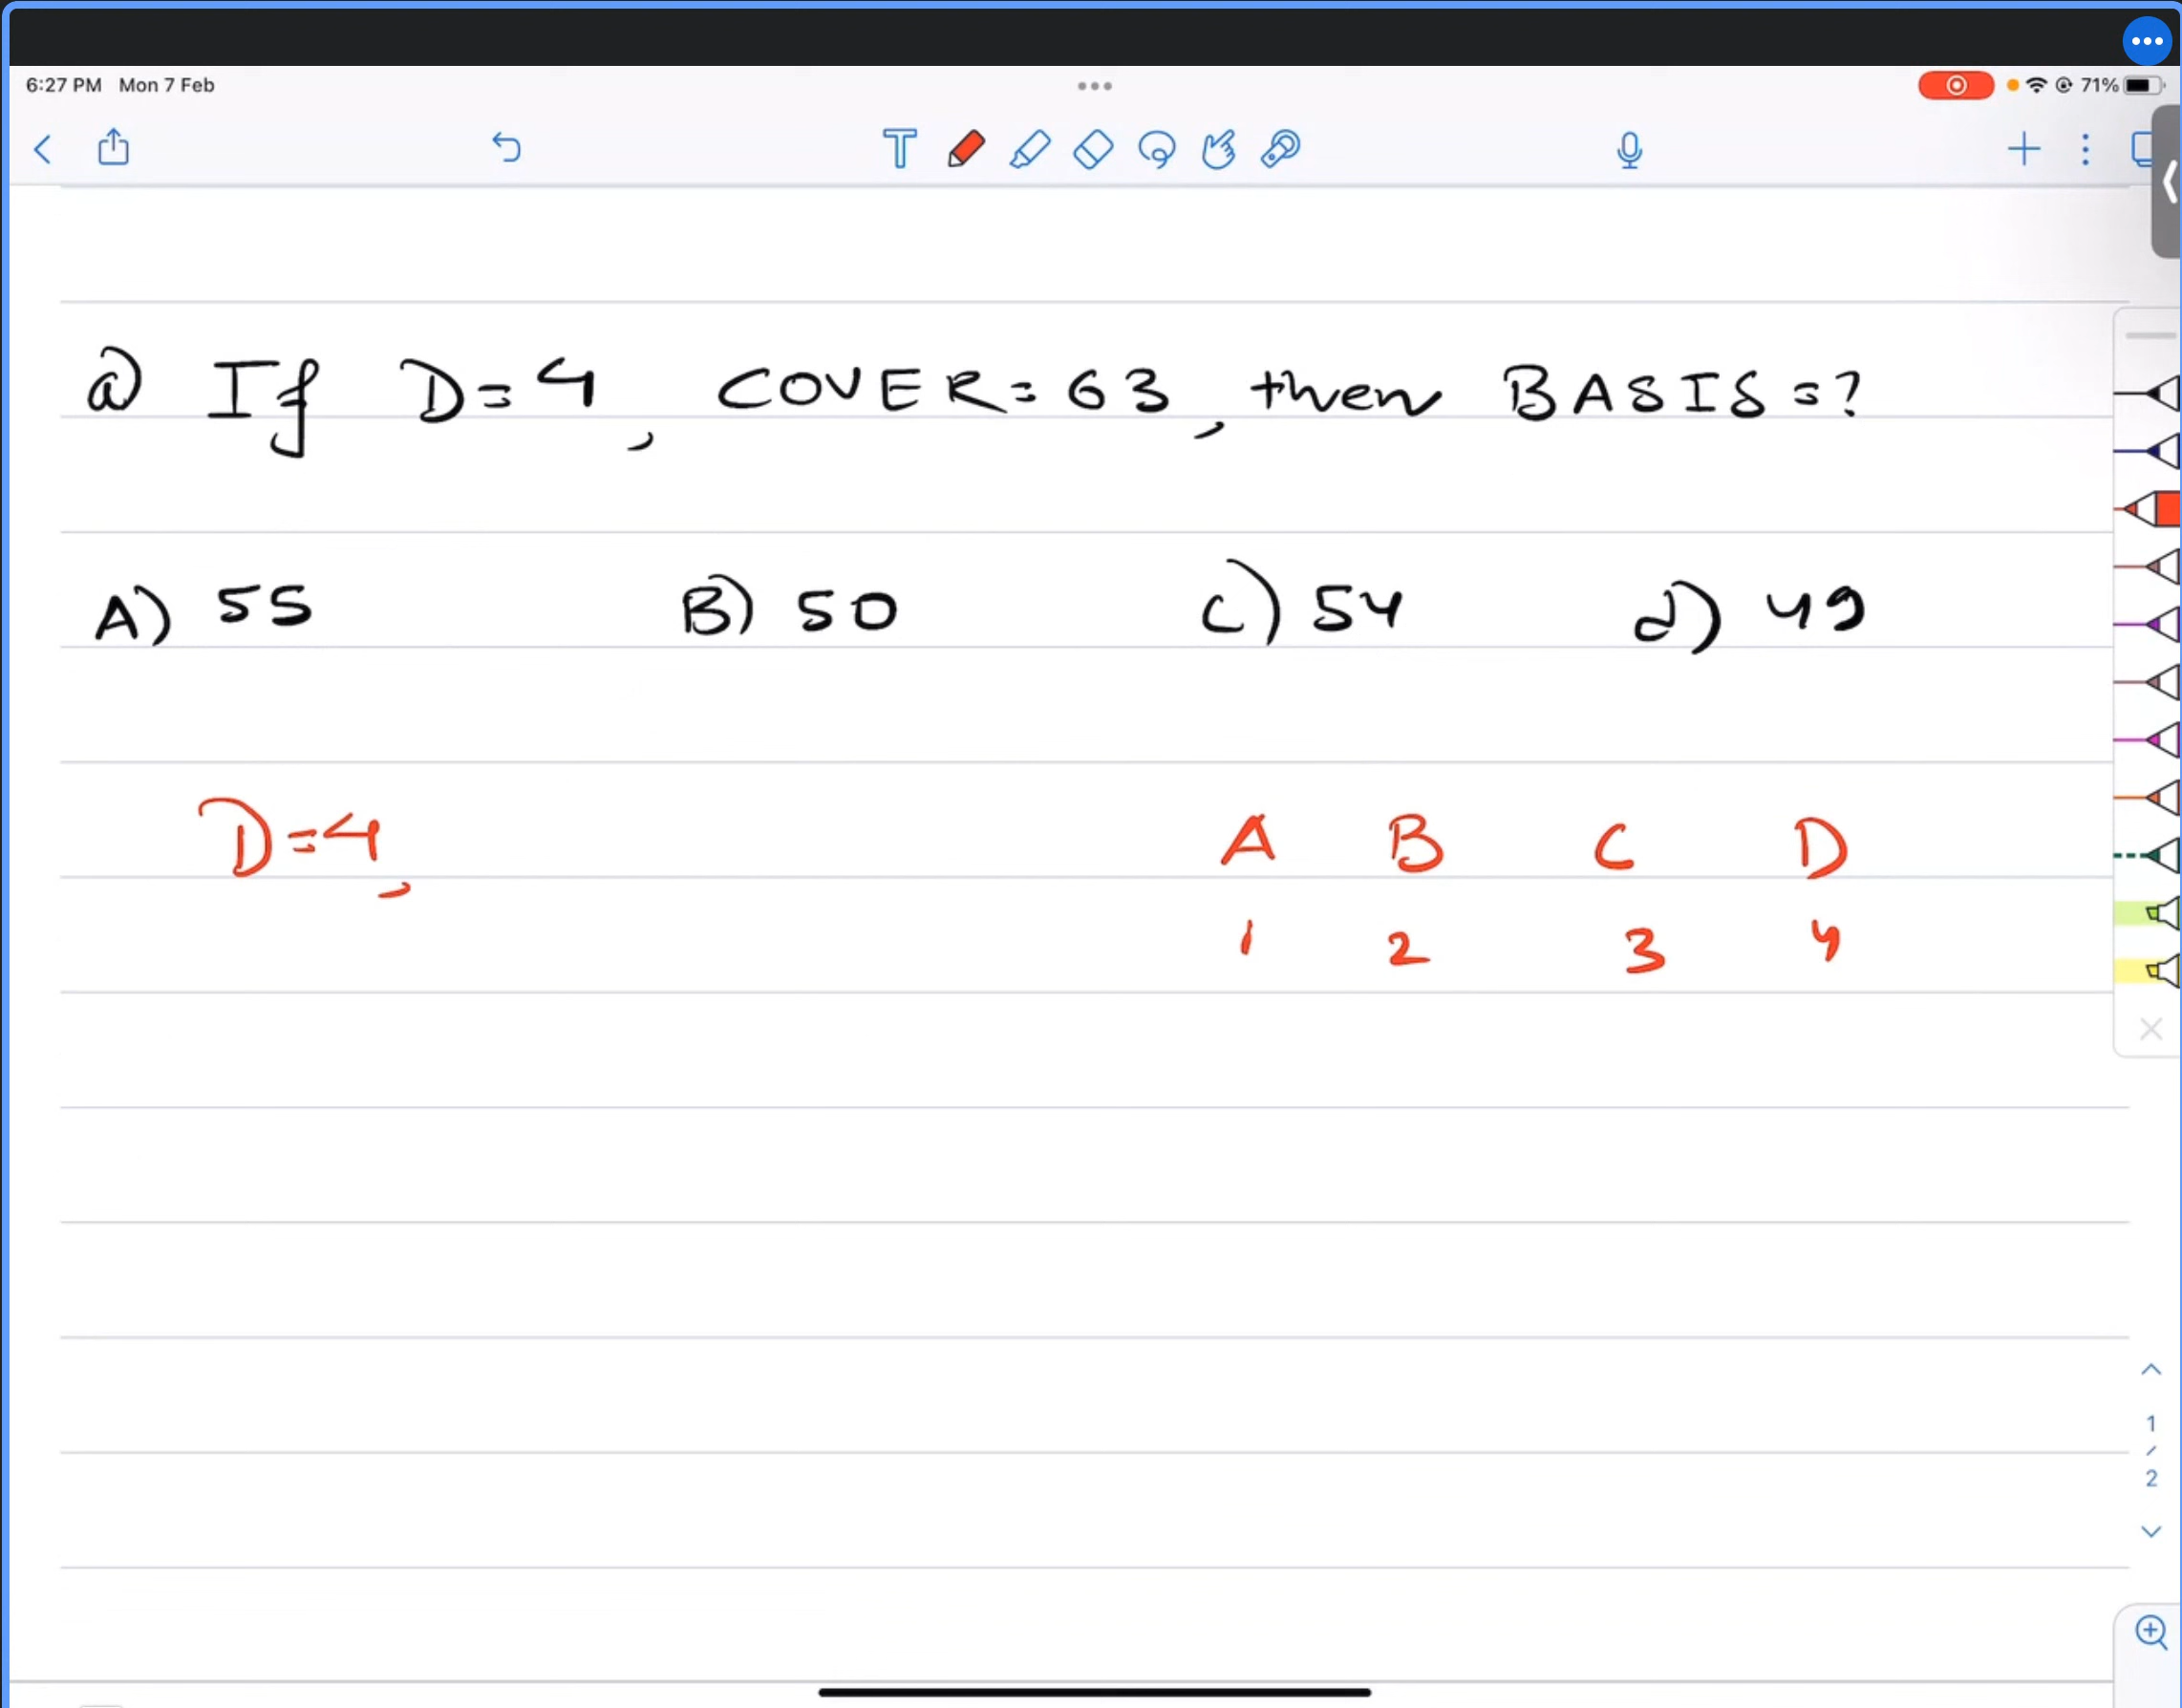 6:27 PM Mon 7 Feb 71%
T
a) If D=4, COVER=63, then BASIS=?
A) 55 B) 50 C) 54 d) 49
D=4, A B C D
1 2 3 4
1
/
2